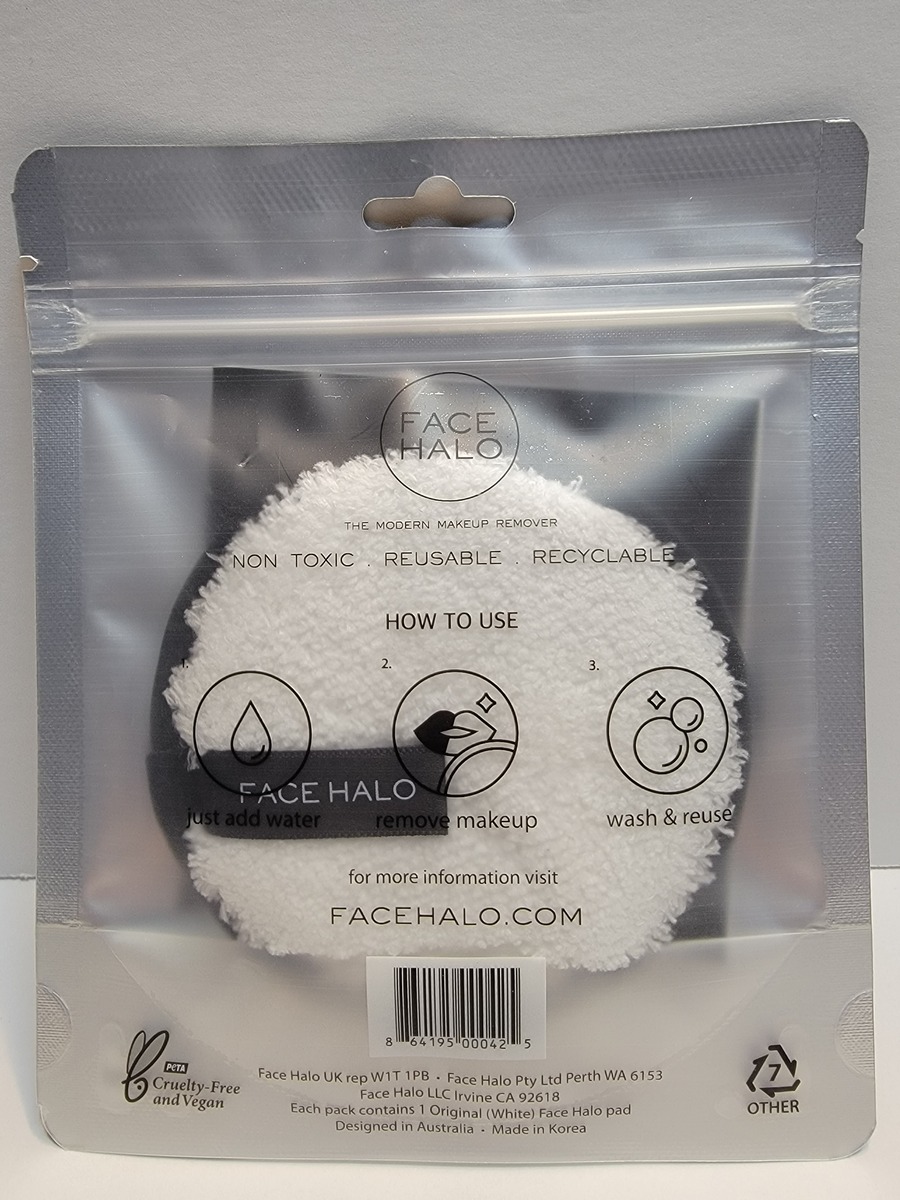 FACE
HALO
THE MODERN MAKEUP REMOVER
NON TOXIC . REUSABLE . RECYCLABLE
HOW TO USE
1.
2.
3.
FACE HALO
just add water
remove makeup
wash & reuse
for more information visit
FACEHALO.COM
8 64195 00042 5
PETA
Cruelty-Free
and Vegan
Face Halo UK rep W1T 1PB • Face Halo Pty Ltd Perth WA 6153
Face Halo LLC Irvine CA 92618
Each pack contains 1 Original (White) Face Halo pad
Designed in Australia • Made in Korea
7
OTHER